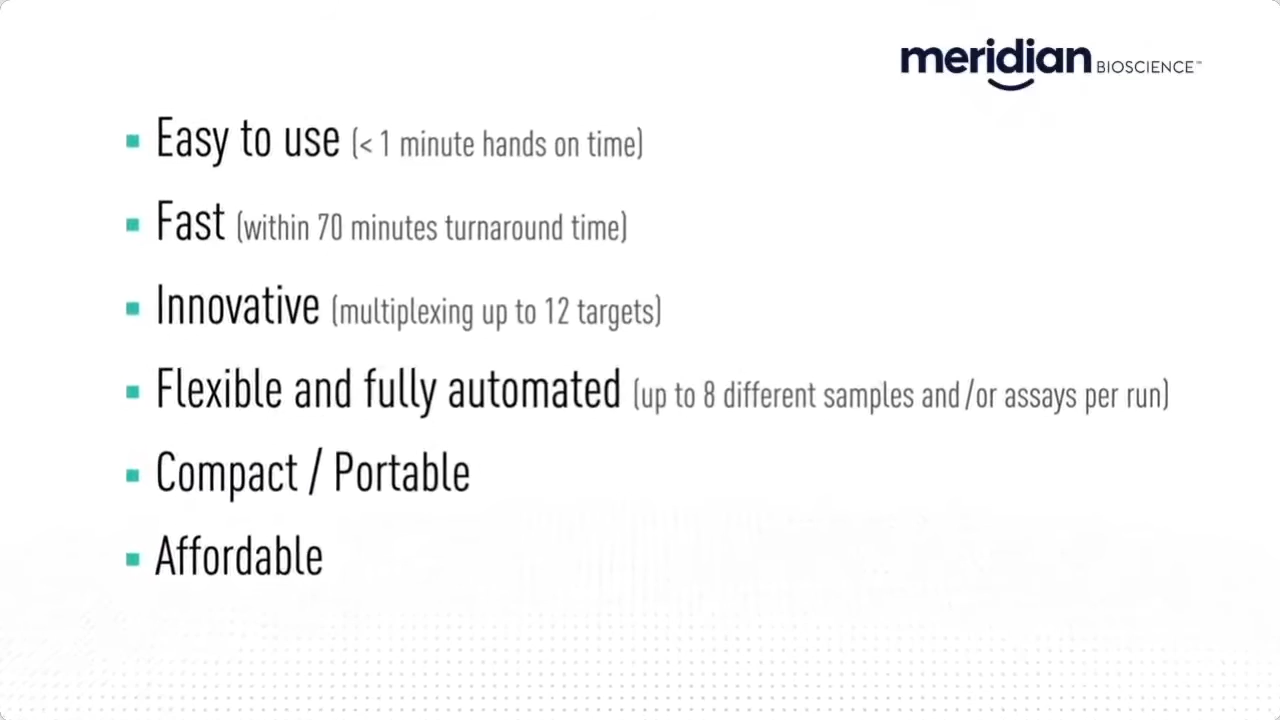 meridian BIOSCIENCE™
Easy to use (< 1 minute hands on time)
Fast (within 70 minutes turnaround time)
Innovative (multiplexing up to 12 targets)
Flexible and fully automated (up to 8 different samples and/or assays per run)
Compact / Portable
Affordable